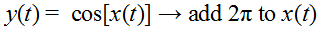 y(t) = cos[x(t)] → add 2π to x(t)